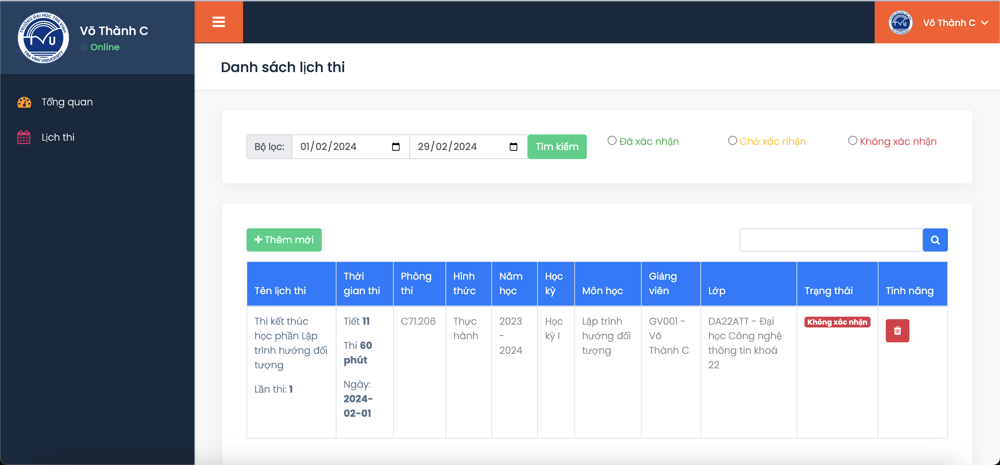 TRƯỜNG ĐẠI HỌC TRÀ VINH
TVU
TRA VINH UNIVERSITY
Võ Thành C
Online
Võ Thành C
Tổng quan
Lịch thi
Danh sách lịch thi
Bộ lọc: 01/02/2024 29/02/2024 Tìm kiếm Đã xác nhận Chờ xác nhận Không xác nhận
Thêm mới
Tên lịch thi
Thời
gian thi
Phòng
thi
Hình
thức
Năm
học
Học
kỳ
Môn học
Giảng
viên
Lớp
Trạng thái
Tính năng
Thi kết thúc
học phần Lập
trình hướng đối
tượng
Lần thi: 1
Tiết 11
Thi 60
phút
Ngày:
2024-
02-01
C71.206
Thực
hành
2023
-
2024
Học
kỳ I
Lập trình
hướng đối
tượng
GV001 -
Võ
Thành C
DA22ATT - Đại
học Công nghệ
thông tin khoá
22
Không xác nhận